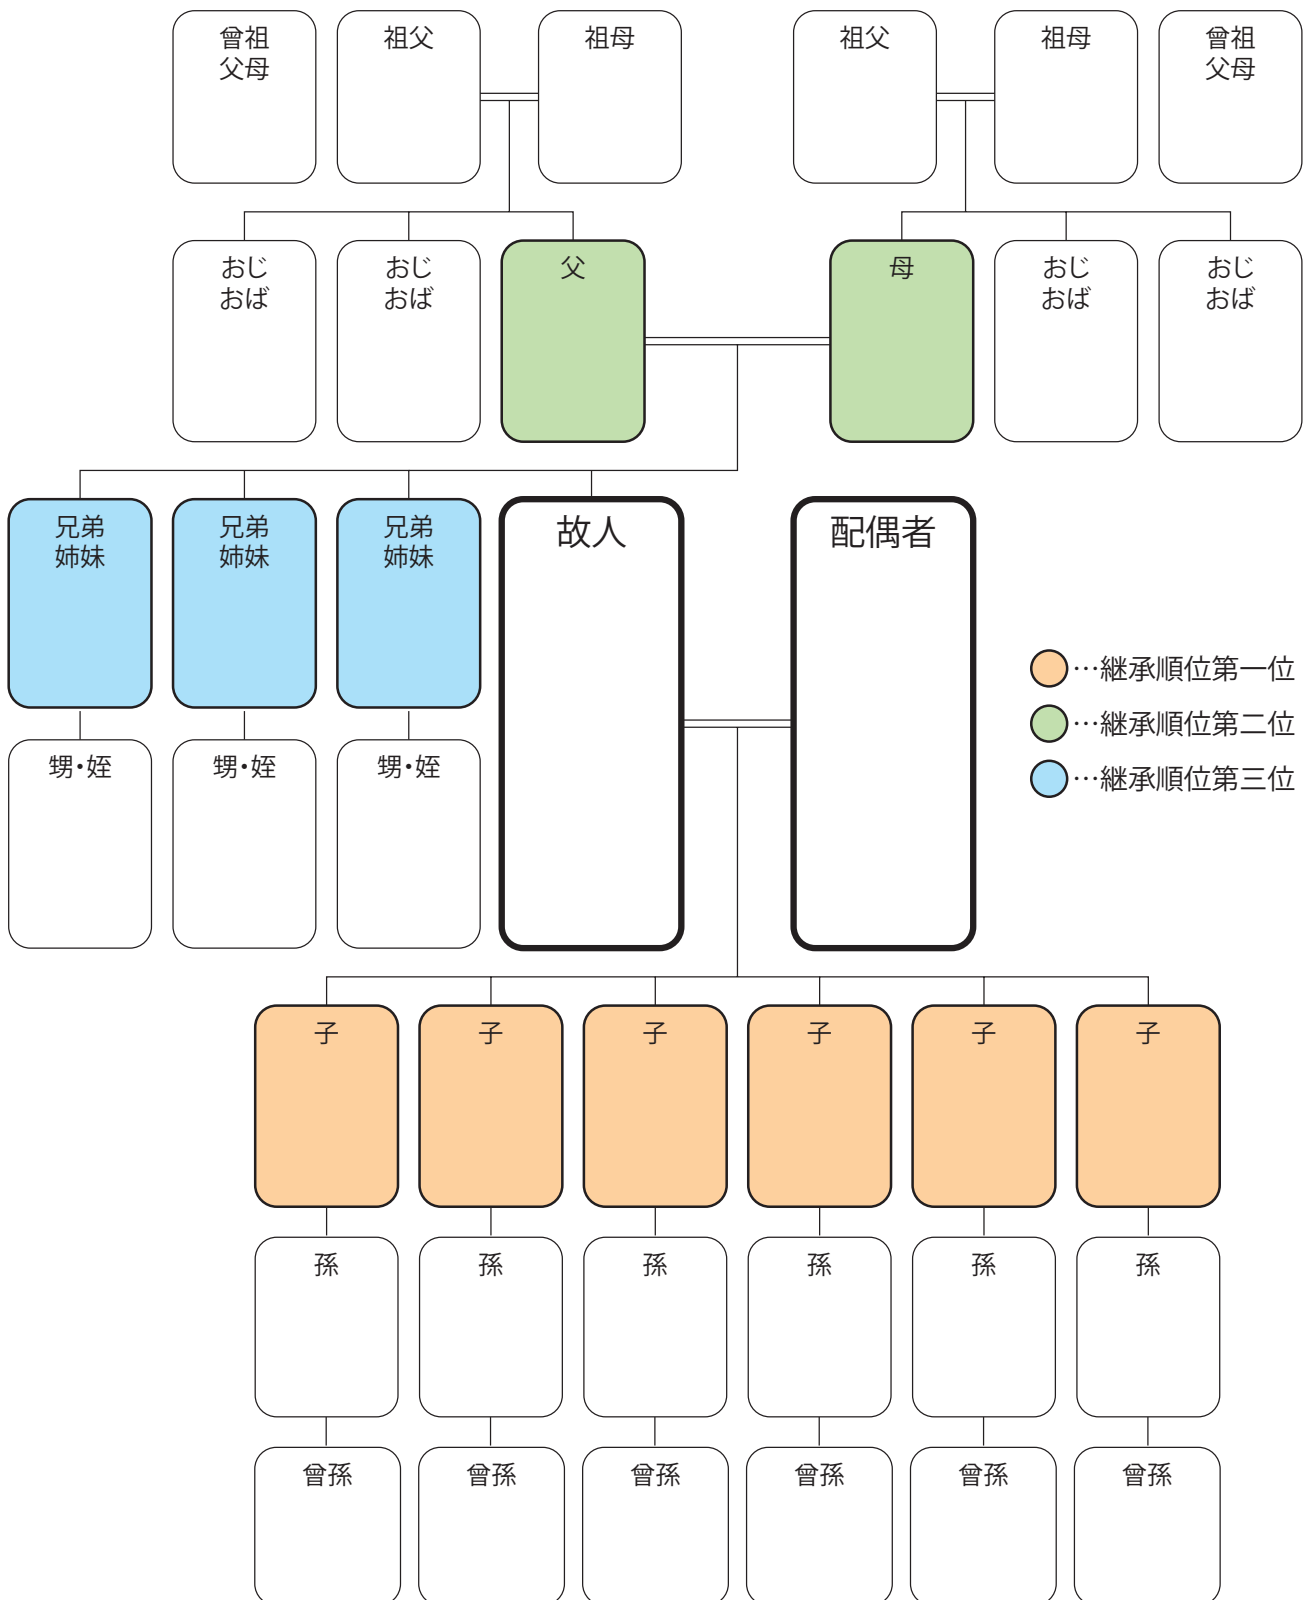 曾祖
父母
祖父
祖母
祖父
祖母
曾祖
父母
おじ
おば
おじ
おば
父
母
おじ
おば
おじ
おば
兄弟
姉妹
兄弟
姉妹
兄弟
姉妹
故人
配偶者
…継承順位第一位
…継承順位第二位
…継承順位第三位
甥・姪
甥・姪
甥・姪
子
子
子
子
子
子
孫
孫
孫
孫
孫
孫
曾孫
曾孫
曾孫
曾孫
曾孫
曾孫